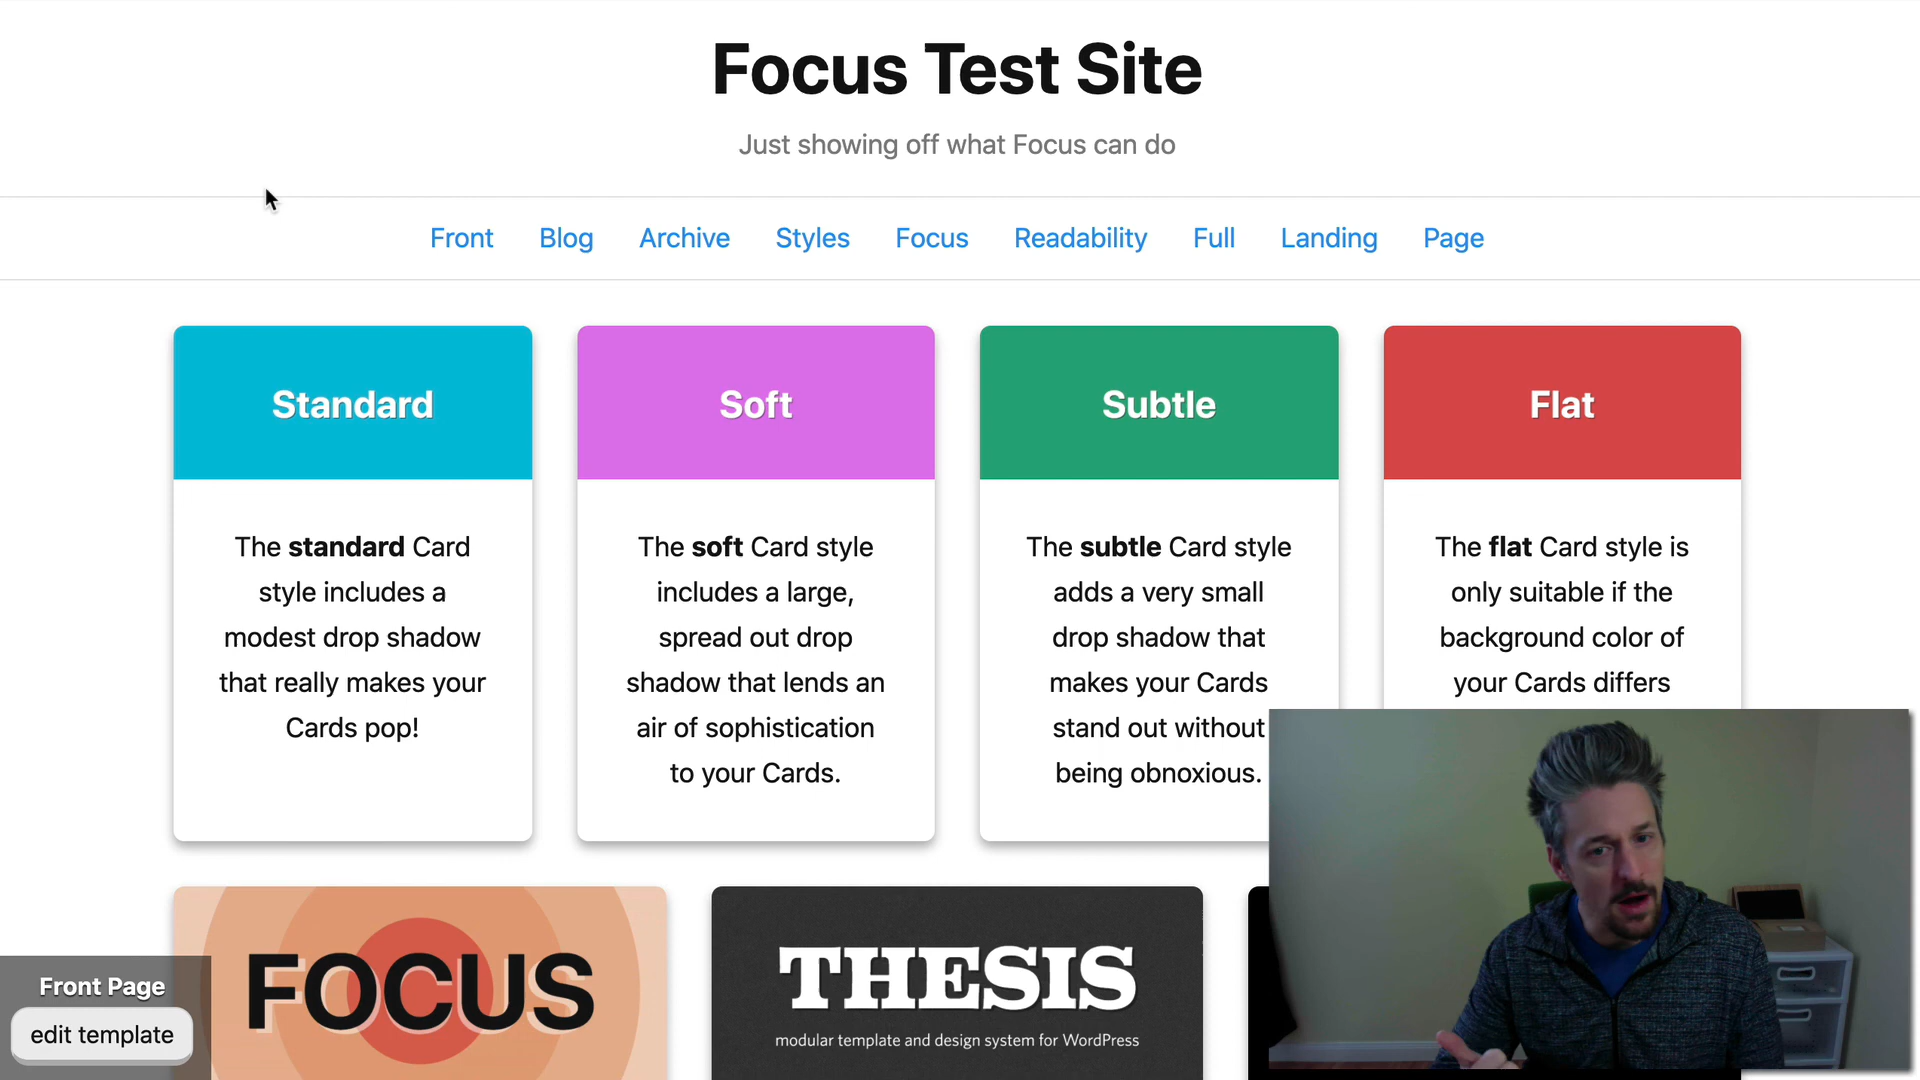 Focus Test Site
Just showing off what Focus can do
Front Blog Archive Styles Focus Readability Full Landing Page
Standard
The standard Card
style includes a
modest drop shadow
that really makes your
Cards pop!
Soft
The soft Card style
includes a large,
spread out drop
shadow that lends an
air of sophistication
to your Cards.
Subtle
The subtle Card style
adds a very small
drop shadow that
makes your Cards
stand out without
being obnoxious.
Flat
The flat Card style is
only suitable if the
background color of
your Cards differs
FOCUS
THESIS
modular template and design system for WordPress
Front Page
edit template